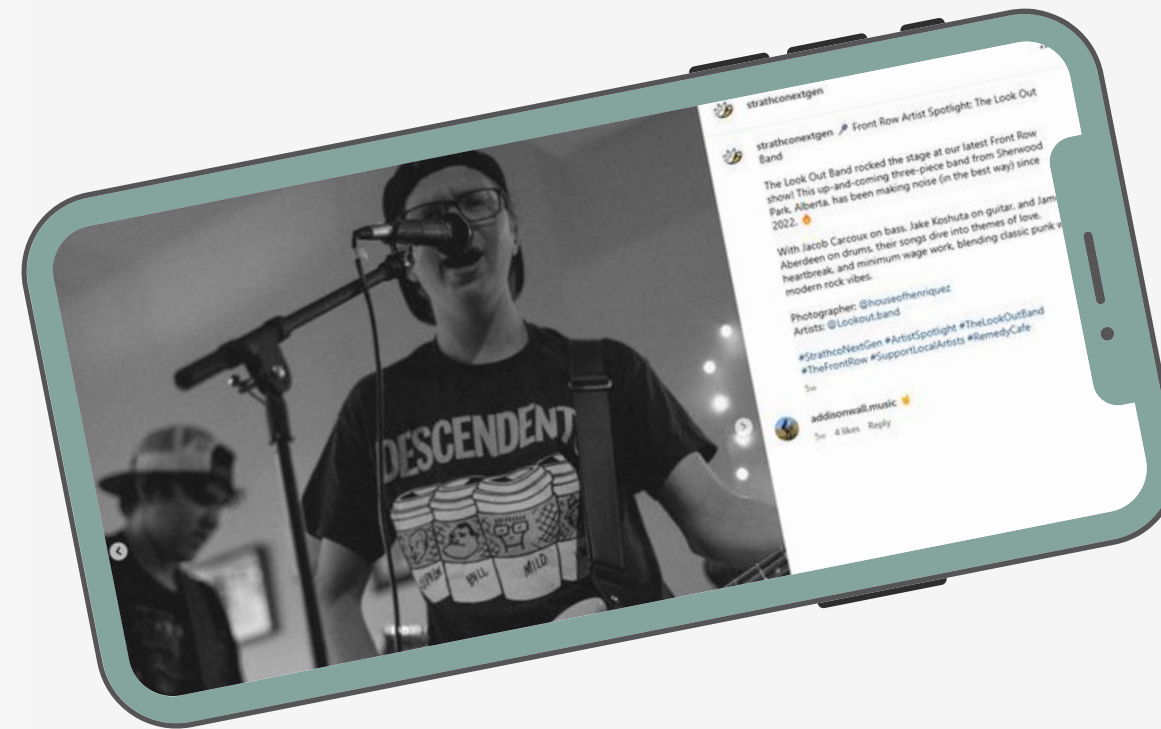 DESCENDENT
BILL
MILD
strathconextgen
strathconextgen 🎤 Front Row Artist Spotlight: The Look Out
Band
The Look Out Band rocked the stage at our latest Front Row
show! This up-and-coming three-piece band from Sherwood
Park, Alberta, has been making noise (in the best way) since
2022. 🔥
With Jacob Carcoux on bass, Jake Koshuta on guitar, and Jam
Aberdeen on drums, their songs dive into themes of love,
heartbreak, and minimum wage work, blending classic punk w
modern rock vibes.
Photographer: @houseofhenriquez
Artists: @Lookout.band
#StrathcoNextGen #ArtistSpotlight #TheLookOutBand
#TheFrontRow #SupportLocalArtists #RemedyCafe
5w
addisonwall.music 🤘
5w 4 likes Reply